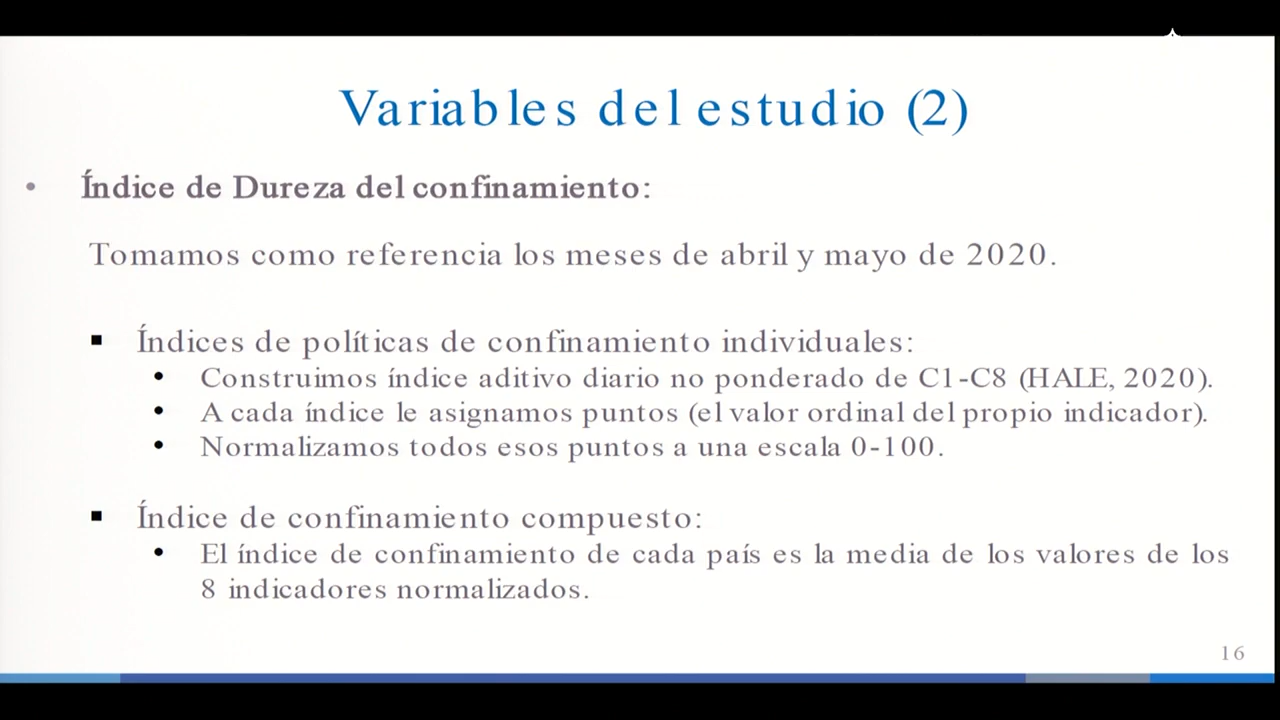 Variables del estudio (2)
• Índice de Dureza del confinamiento:
Tomamos como referencia los meses de abril y mayo de 2020.
▪ Índices de políticas de confinamiento individuales:
• Construimos índice aditivo diario no ponderado de C1-C8 (HALE, 2020).
• A cada índice le asignamos puntos (el valor ordinal del propio indicador).
• Normalizamos todos esos puntos a una escala 0-100.
▪ Índice de confinamiento compuesto:
• El índice de confinamiento de cada país es la media de los valores de los
8 indicadores normalizados.
16